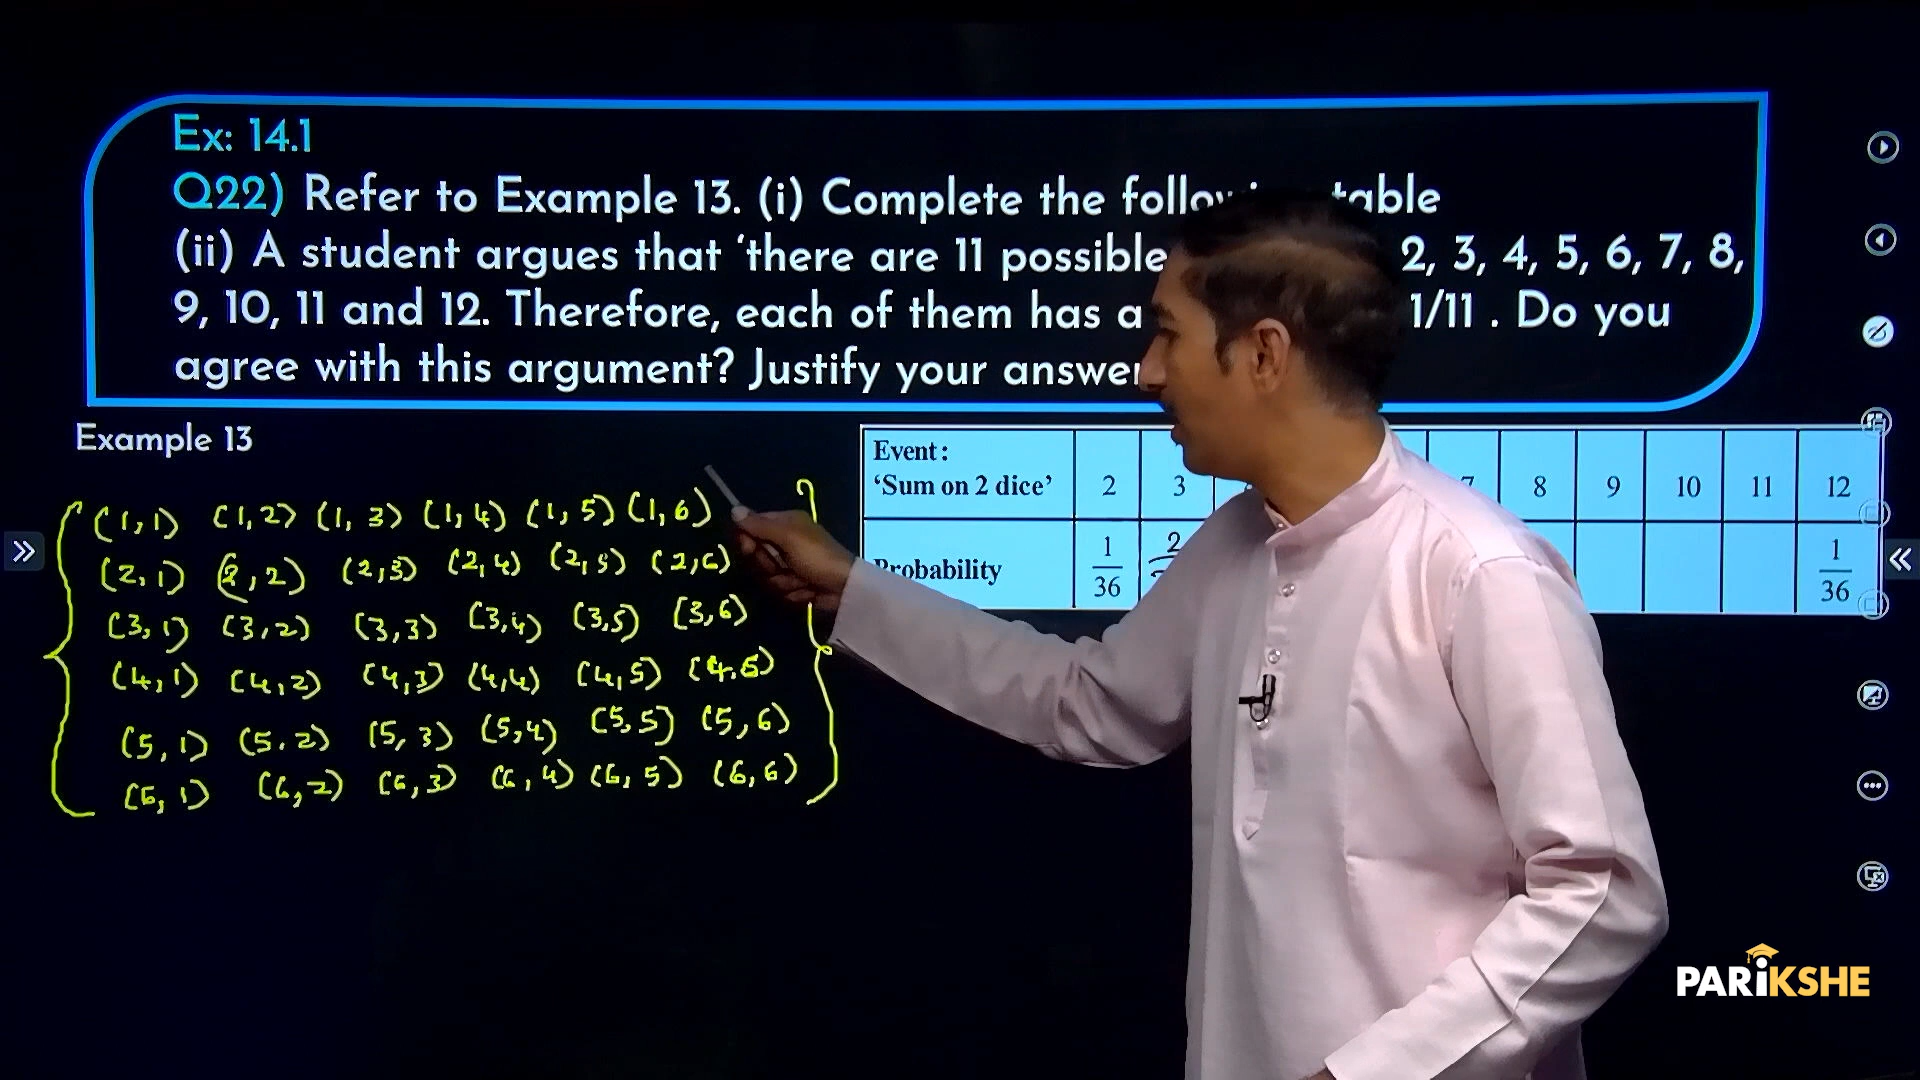 Ex: 14.1
Q22) Refer to Example 13. (i) Complete the table
(ii) A student argues that ‘there are 11 possible 2, 3, 4, 5, 6, 7, 8,
9, 10, 11 and 12. Therefore, each of them has a 1/11 . Do you
agree with this argument? Justify your answer
Example 13
Event: ‘Sum on 2 dice’ 2 3 7 8 9 10 11 12
Probability 1/36 2 1/36
(1,1) (1,2) (1,3) (1,4) (1,5) (1,6)
(2,1) (2,2) (2,3) (2,4) (2,5) (2,6)
(3,1) (3,2) (3,3) (3,4) (3,5) (3,6)
(4,1) (4,2) (4,3) (4,4) (4,5) (4,6)
(5,1) (5,2) (5,3) (5,4) (5,5) (5,6)
(6,1) (6,2) (6,3) (6,4) (6,5) (6,6)
PARIKSHE